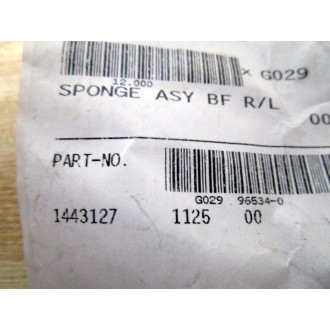 12.000
X G029
SPONGE ASY BF R/L
00
PART-NO.
G029 96534-0
1443127 1125 00